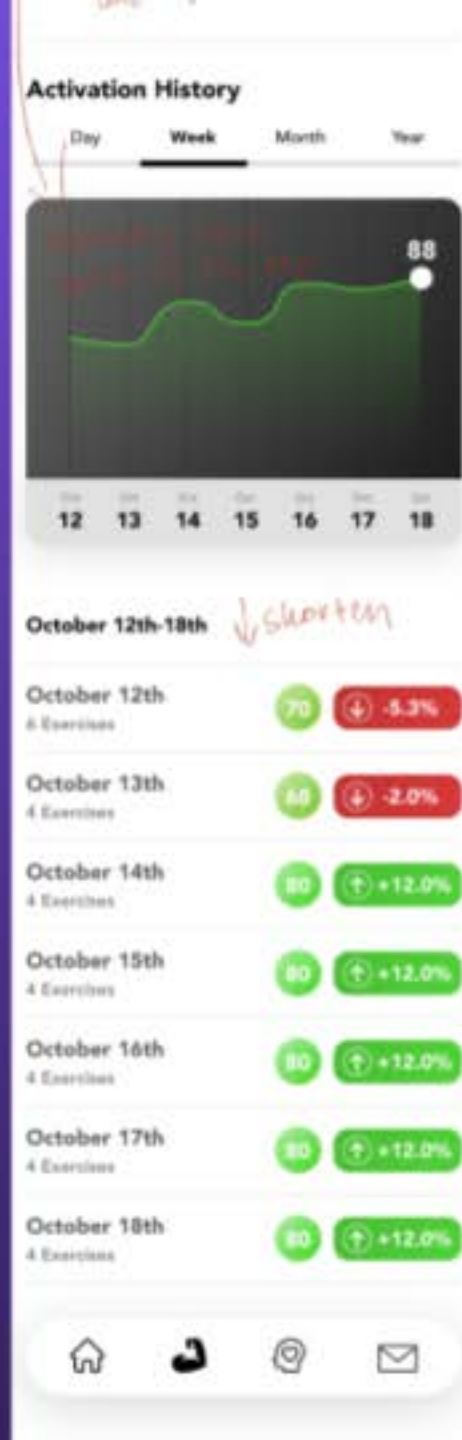 Activation History
Day Week Month Year
88
12 13 14 15 16 17 18
October 12th-18th ↓ shorten
October 12th 70 -5.3%
6 Exercises
October 13th 68 -2.0%
4 Exercises
October 14th 80 +12.0%
4 Exercises
October 15th 80 +12.0%
4 Exercises
October 16th 80 +12.0%
4 Exercises
October 17th 80 +12.0%
4 Exercises
October 18th 80 +12.0%
4 Exercises